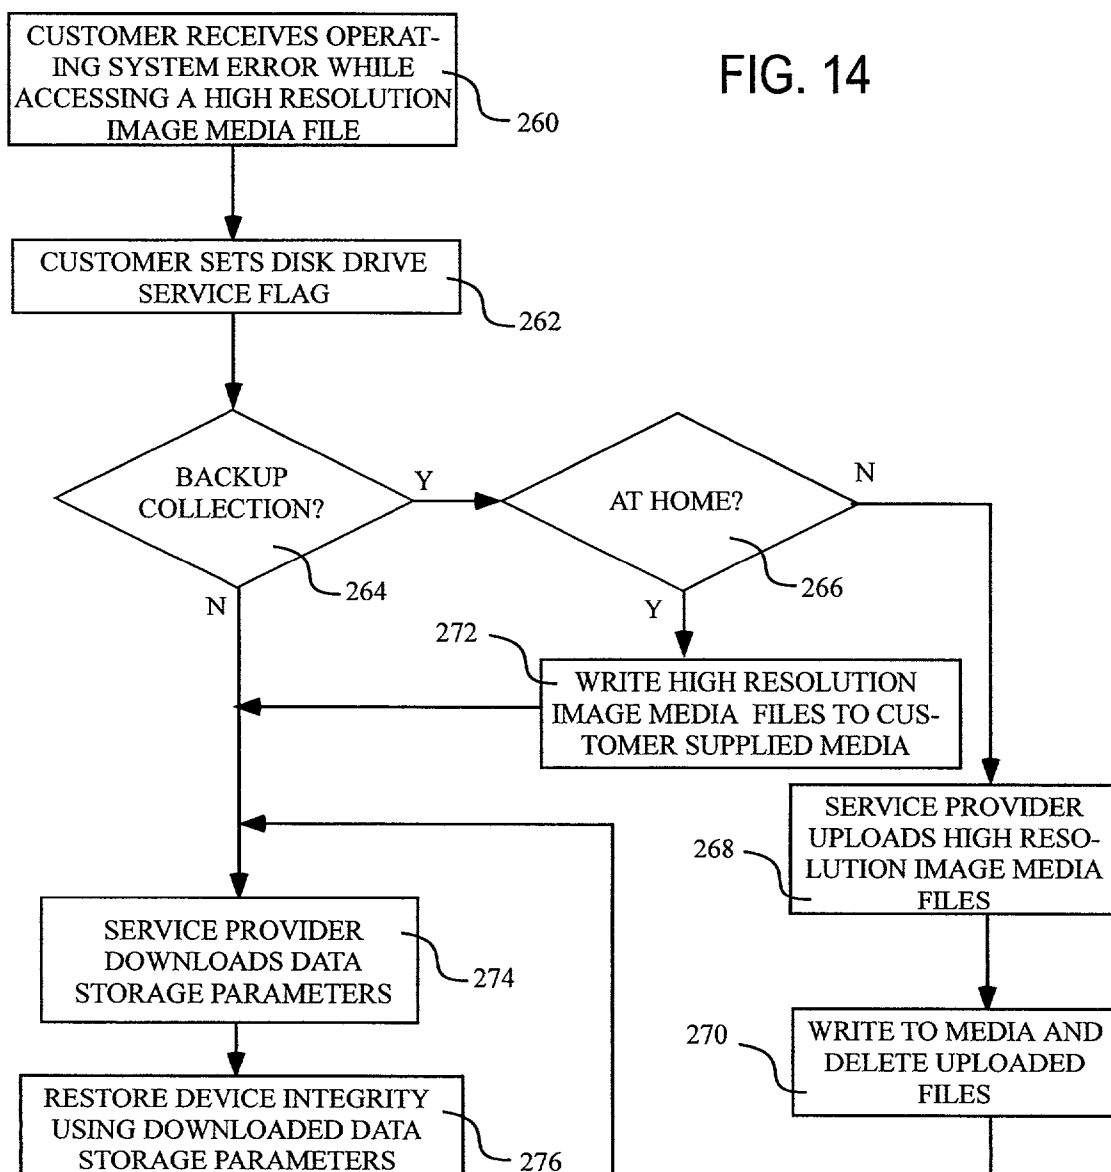 FIG. 14
CUSTOMER RECEIVES OPERAT-
ING SYSTEM ERROR WHILE
ACCESSING A HIGH RESOLUTION
IMAGE MEDIA FILE
260
CUSTOMER SETS DISK DRIVE
SERVICE FLAG
262
BACKUP
COLLECTION?
264
Y
N
AT HOME?
266
N
Y
272
WRITE HIGH RESOLUTION
IMAGE MEDIA FILES TO CUS-
TOMER SUPPLIED MEDIA
SERVICE PROVIDER
UPLOADS HIGH RESO-
LUTION IMAGE MEDIA
FILES
268
SERVICE PROVIDER
DOWNLOADS DATA
STORAGE PARAMETERS
274
270
WRITE TO MEDIA AND
DELETE UPLOADED
FILES
RESTORE DEVICE INTEGRITY
USING DOWNLOADED DATA
STORAGE PARAMETERS
276